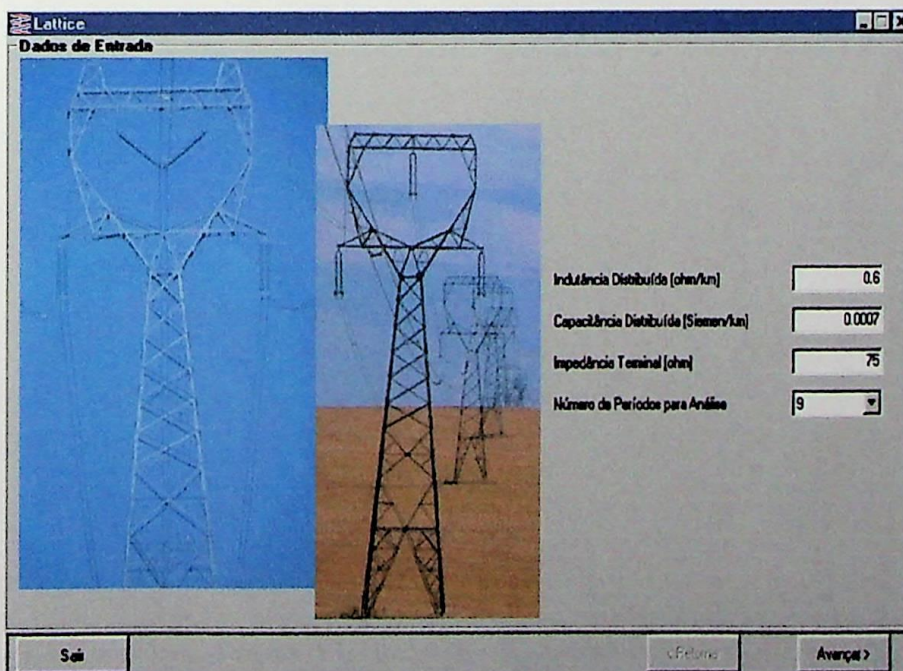 Lattice
Dados de Entrada
Indutância Distribuída (ohm/km) 0.6
Capacitância Distribuída (Siemen/km) 0.0007
Impedância Terminal (ohm) 75
Número de Períodos para Análise 9
Sair <Retorna Avançar>